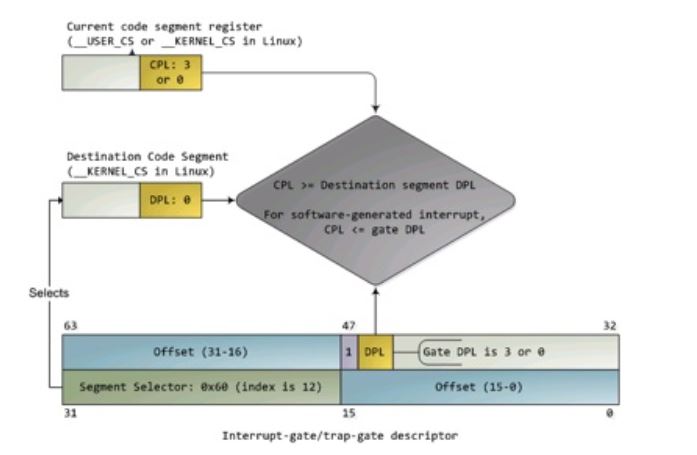 Current code segment register
(__USER_CS or __KERNEL_CS in Linux)
CPL: 3
or 0
Destination Code Segment
(__KERNEL_CS in Linux)
DPL: 0
CPL >= Destination segment DPL
For software-generated interrupt,
CPL <= gate DPL
Selects
63
47
32
Offset (31-16)
1
DPL
Gate DPL is 3 or 0
Segment Selector: 0x60 (index is 12)
Offset (15-0)
31
15
0
Interrupt-gate/trap-gate descriptor